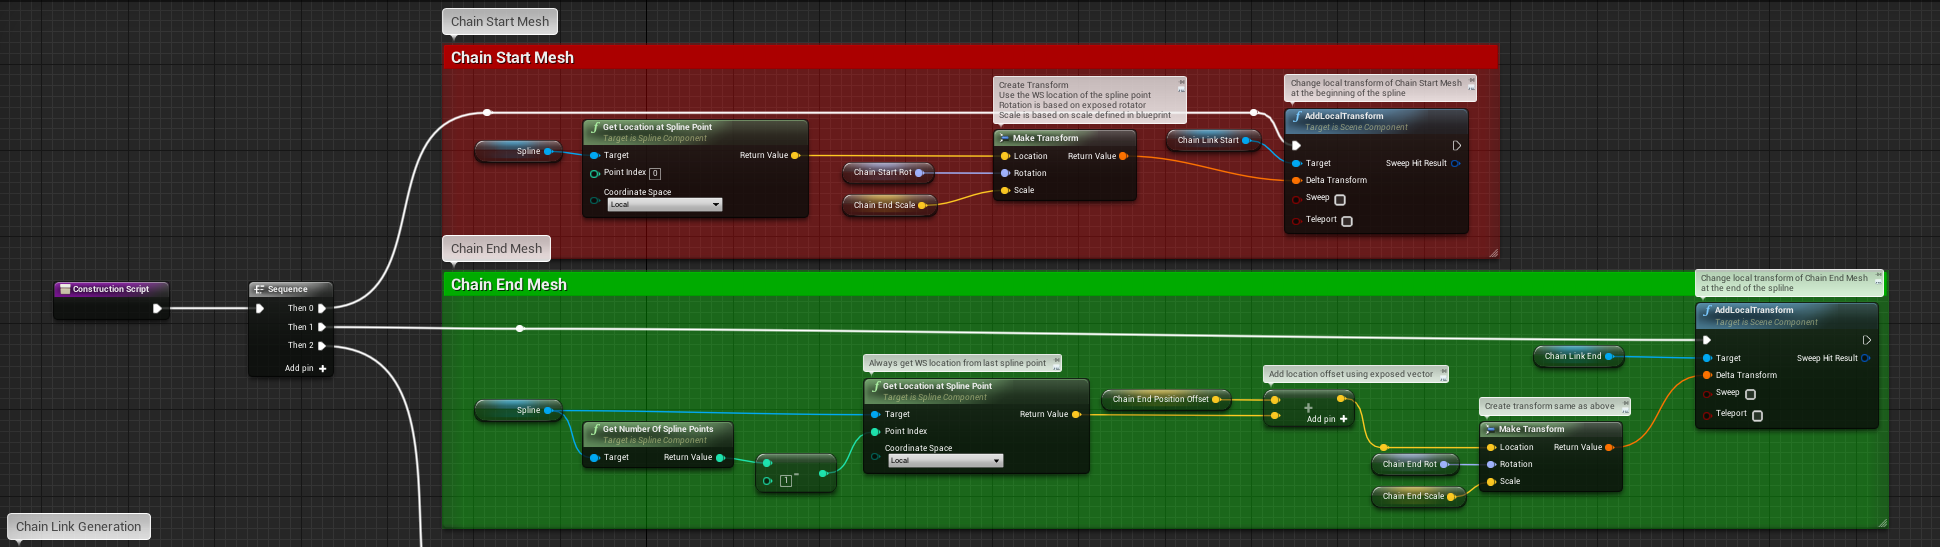 Chain Start Mesh
Chain Start Mesh
Create Transform
Use the WS location of the spline point
Rotation is based on exposed rotator
Scale is based on scale defined in blueprint
Change local transform of Chain Start Mesh
at the beginning of the spline
Spline
Get Location at Spline Point
Target is Spline Component
Target
Return Value
Point Index 0
Coordinate Space
Local
Chain Start Rot
Chain End Scale
Make Transform
Location
Return Value
Rotation
Scale
Chain Link Start
AddLocalTransform
Target is Scene Component
Target
Sweep Hit Result
Delta Transform
Sweep
Teleport
Chain End Mesh
Chain End Mesh
Construction Script
Sequence
Then 0
Then 1
Then 2
Add pin +
Change local transform of Chain End Mesh
at the end of the splilne
AddLocalTransform
Target is Scene Component
Target
Sweep Hit Result
Delta Transform
Sweep
Teleport
Chain Link End
Always get WS location from last spline point
Spline
Get Number Of Spline Points
Target is Spline Component
Target
Return Value
-
1
Get Location at Spline Point
Target is Spline Component
Target
Return Value
Point Index
Coordinate Space
Local
Chain End Position Offset
Add location offset using exposed vector
+
Add pin +
Create transform same as above
Make Transform
Location
Return Value
Rotation
Scale
Chain End Rot
Chain End Scale
Chain Link Generation